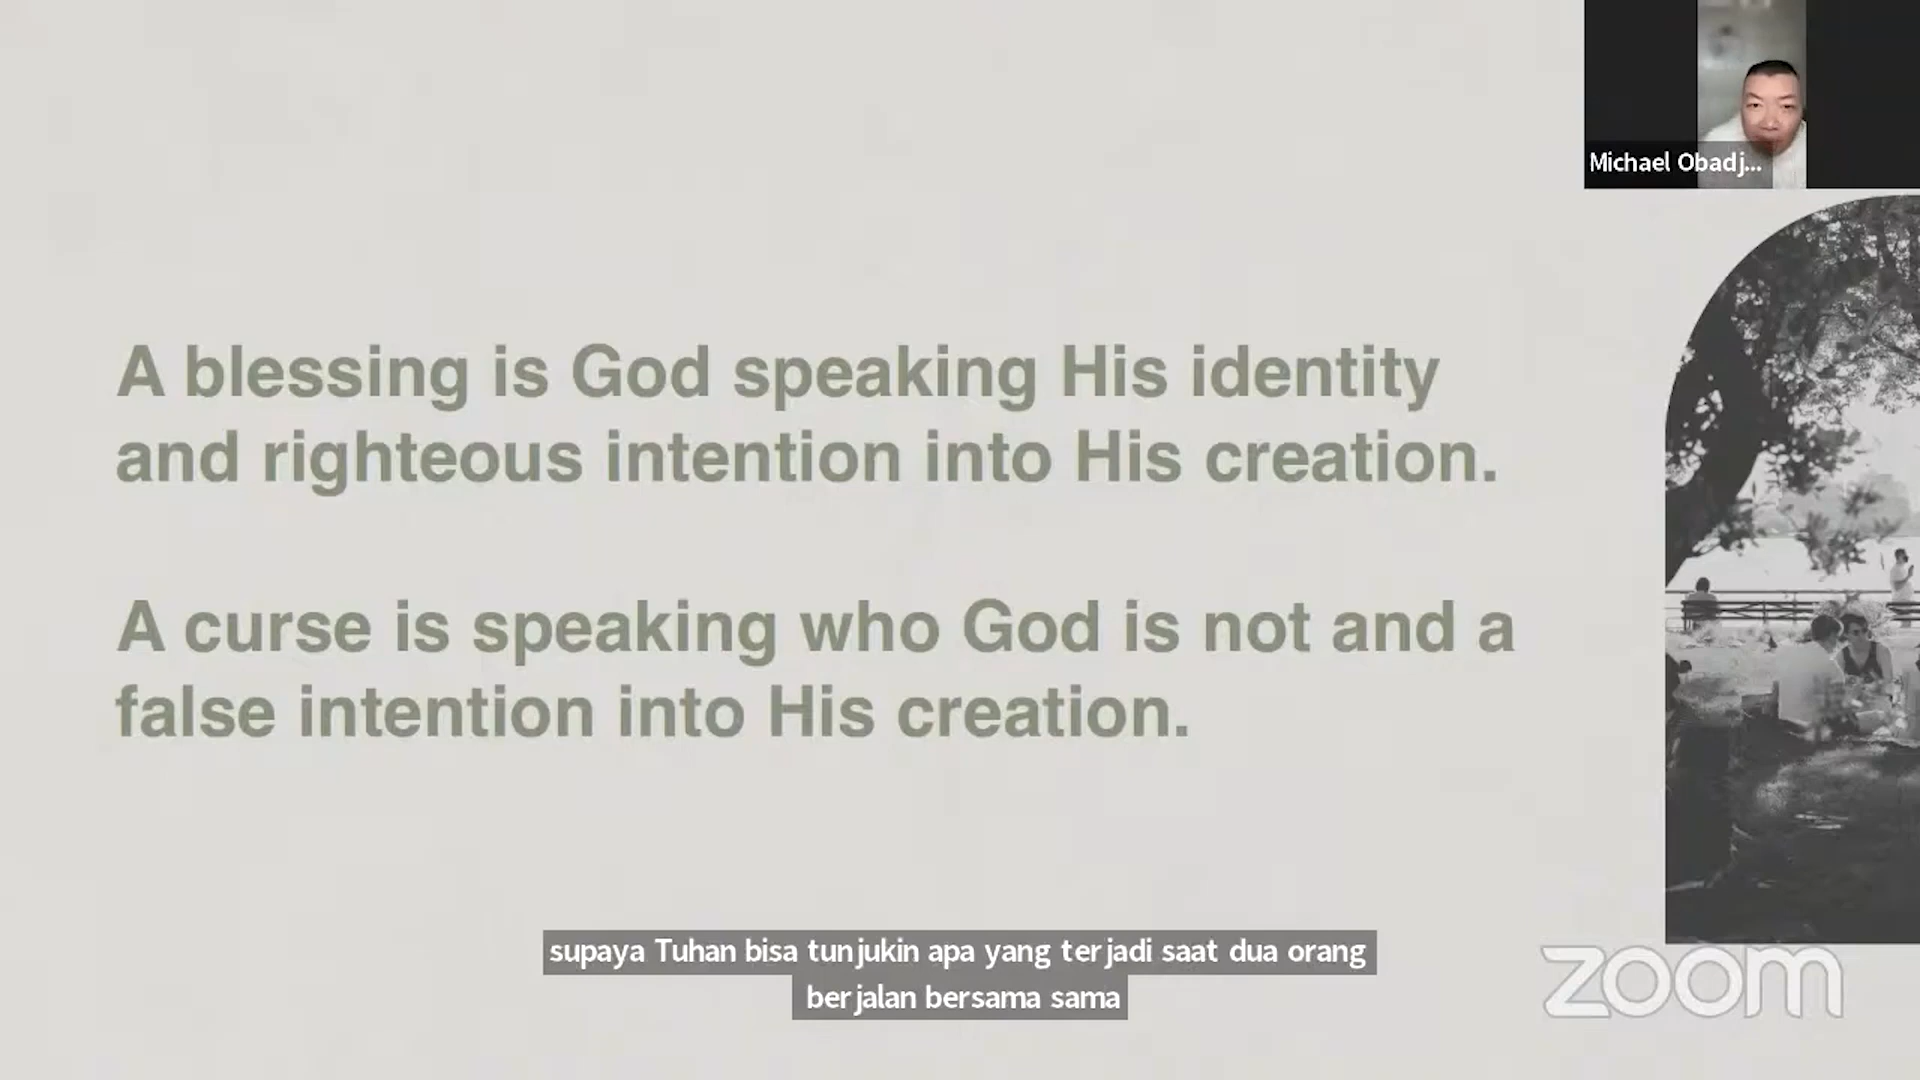 Michael Obadj...
A blessing is God speaking His identity
and righteous intention into His creation.
A curse is speaking who God is not and a
false intention into His creation.
supaya Tuhan bisa tunjukin apa yang terjadi saat dua orang
berjalan bersama sama
zoom